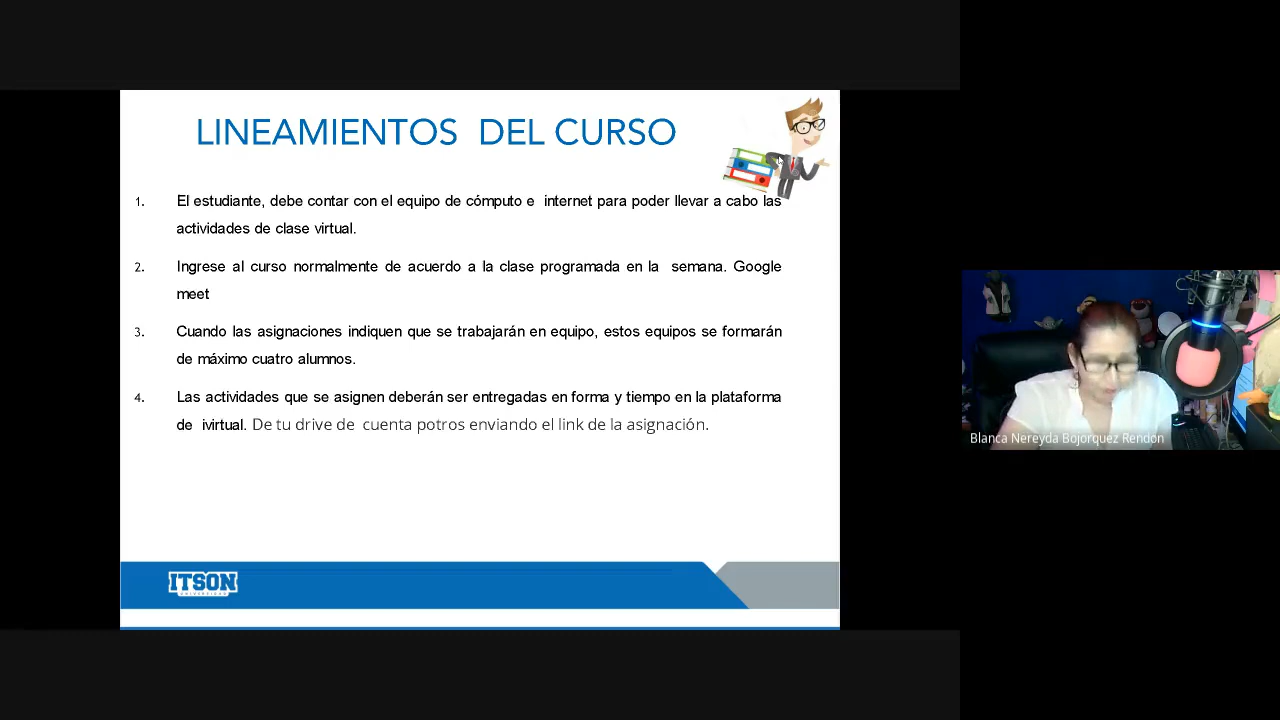 LINEAMIENTOS DEL CURSO
1. El estudiante, debe contar con el equipo de cómputo e internet para poder llevar a cabo las
actividades de clase virtual.
2. Ingrese al curso normalmente de acuerdo a la clase programada en la semana. Google
meet
3. Cuando las asignaciones indiquen que se trabajarán en equipo, estos equipos se formarán
de máximo cuatro alumnos.
4. Las actividades que se asignen deberán ser entregadas en forma y tiempo en la plataforma
de ivirtual. De tu drive de cuenta potros enviando el link de la asignación.
ITSON
UNIVERSIDAD
Blanca Nereyda Bojorquez Rendon